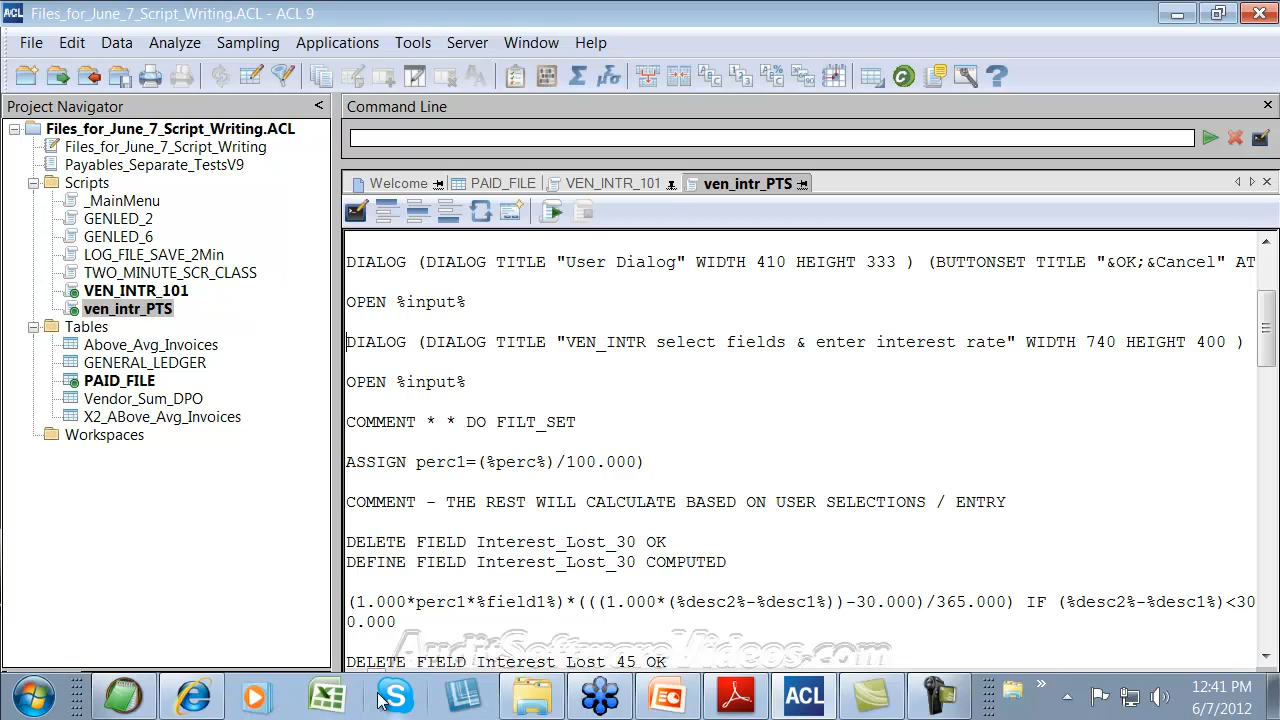 ACL Files_for_June_7_Script_Writing.ACL - ACL 9
File Edit Data Analyze Sampling Applications Tools Server Window Help
Project Navigator <
Files_for_June_7_Script_Writing.ACL
Files_for_June_7_Script_Writing
Payables_Separate_TestsV9
Scripts
_MainMenu
GENLED_2
GENLED_6
LOG_FILE_SAVE_2Min
TWO_MINUTE_SCR_CLASS
VEN_INTR_101
ven_intr_PTS
Tables
Above_Avg_Invoices
GENERAL_LEDGER
PAID_FILE
Vendor_Sum_DPO
X2_ABove_Avg_Invoices
Workspaces
Command Line
Welcome PAID_FILE VEN_INTR_101 ven_intr_PTS
DIALOG (DIALOG TITLE "User Dialog" WIDTH 410 HEIGHT 333 ) (BUTTONSET TITLE "&OK;&Cancel" AT
OPEN %input%
DIALOG (DIALOG TITLE "VEN_INTR select fields & enter interest rate" WIDTH 740 HEIGHT 400 )
OPEN %input%
COMMENT * * DO FILT_SET
ASSIGN perc1=(%perc%)/100.000)
COMMENT - THE REST WILL CALCULATE BASED ON USER SELECTIONS / ENTRY
DELETE FIELD Interest_Lost_30 OK
DEFINE FIELD Interest_Lost_30 COMPUTED
(1.000*perc1*%field1%)*(((1.000*(%desc2%-%desc1%))-30.000)/365.000) IF (%desc2%-%desc1%)<30
0.000
DELETE FIELD Interest_Lost_45 OK
AuditSoftwareVideos.com
ACL
12:41 PM
6/7/2012